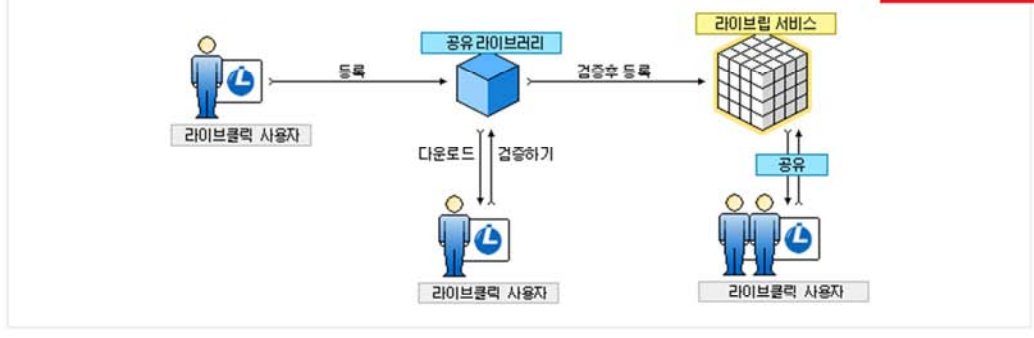 라이브립 서비스
공유 라이브러리
등록
검증후 등록
라이브클릭 사용자
다운로드
검증하기
공유
L
L
L
라이브클릭 사용자
라이브클릭 사용자